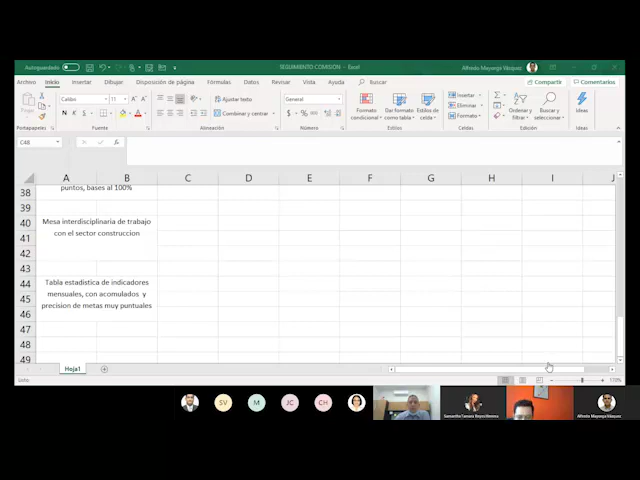 Autoguardado
SEGUIMIENTO COMISION - Excel
Alfredo Mayorga Vázquez
Archivo Inicio Insertar Dibujar Disposición de página Fórmulas Datos Revisar Vista Ayuda Buscar Compartir Comentarios
Pegar
Calibri 11
Ajustar texto
General
Insertar
N K S
Combinar y centrar
$ % 000
Formato condicional
Dar formato como tabla
Estilos de celda
Eliminar
Formato
Ordenar y filtrar
Buscar y seleccionar
Ideas
Portapapeles Fuente Alineación Número Estilos Celdas Edición Ideas
C48
A B C D E F G H I J
38 puntos, bases al 100%
39
40 Mesa interdisciplinaria de trabajo
41 con el sector construccion
42
43
44 Tabla estadistica de indicadores
45 mensuales, con acumulados y
46 precision de metas muy puntuales
47
48
49
Hoja1
Listo
170%
SV M JC CH
Samantha Tamara Reyes
Alfredo Mayorga Vázquez